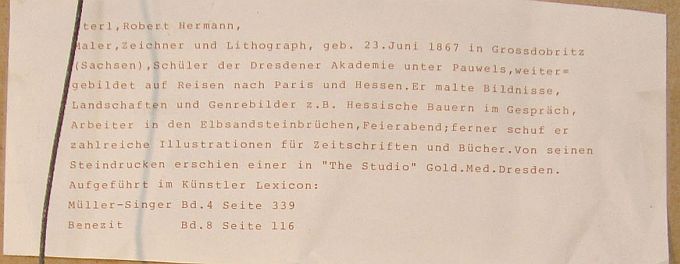 terl,Robert Hermann,
Maler,Zeichner und Lithograph, geb. 23.Juni 1867 in Grossdobritz
(Sachsen),Schüler der Dresdener Akademie unter Pauwels,weiter=
gebildet auf Reisen nach Paris und Hessen.Er malte Bildnisse,
Landschaften und Genrebilder z.B. Hessische Bauern im Gespräch,
Arbeiter in den Elbsandsteinbrüchen,Feierabend;ferner schuf er
zahlreiche Illustrationen für Zeitschriften und Bücher.Von seinen
Steindrucken erschien einer in "The Studio" Gold.Med.Dresden.
Aufgeführt im Künstler Lexicon:
Müller-Singer Bd.4 Seite 339
Benezit Bd.8 Seite 116